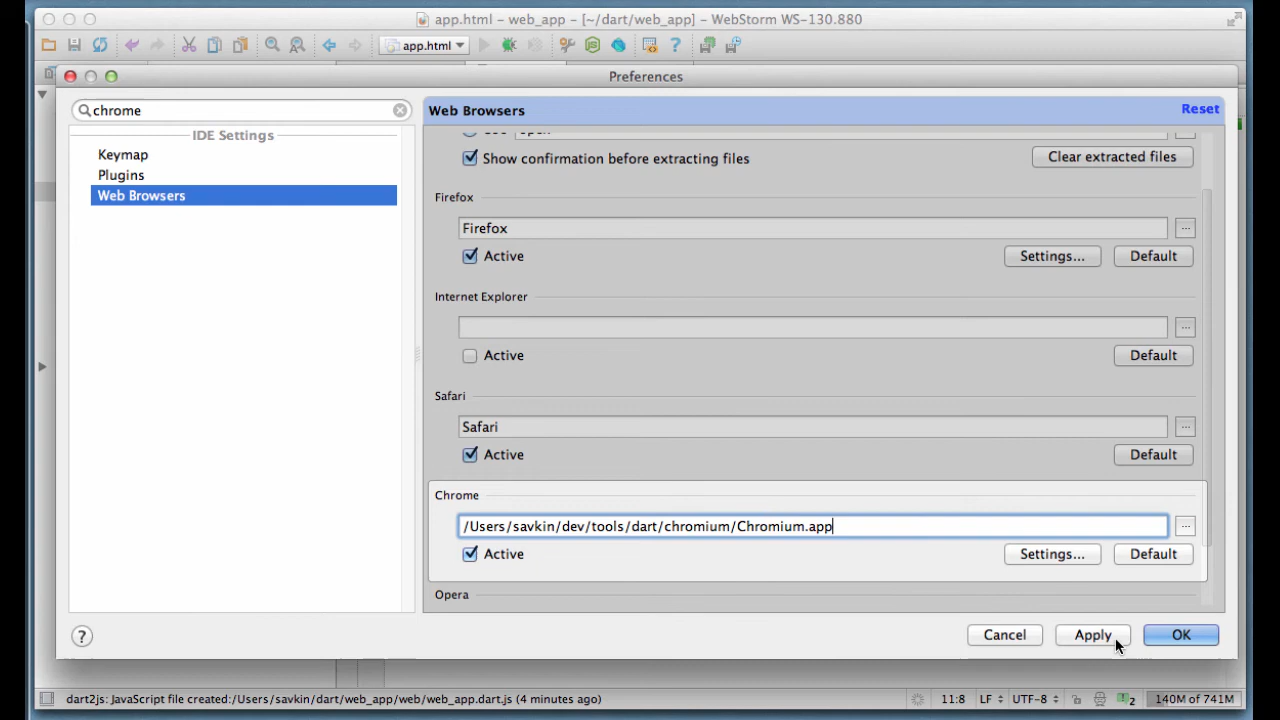 app.html – web_app – [~/dart/web_app] – WebStorm WS-130.880
app.html
Preferences
chrome
IDE Settings
Keymap
Plugins
Web Browsers
Web Browsers
Reset
open
Show confirmation before extracting files
Clear extracted files
Firefox
Firefox
...
Active
Settings...
Default
Internet Explorer
...
Active
Default
Safari
Safari
...
Active
Default
Chrome
/Users/savkin/dev/tools/dart/chromium/Chromium.app
...
Active
Settings...
Default
Opera
?
Cancel
Apply
OK
dart2js: JavaScript file created:/Users/savkin/dart/web_app/web/web_app.dart.js (4 minutes ago)
11:8
LF
UTF-8
2
140M of 741M